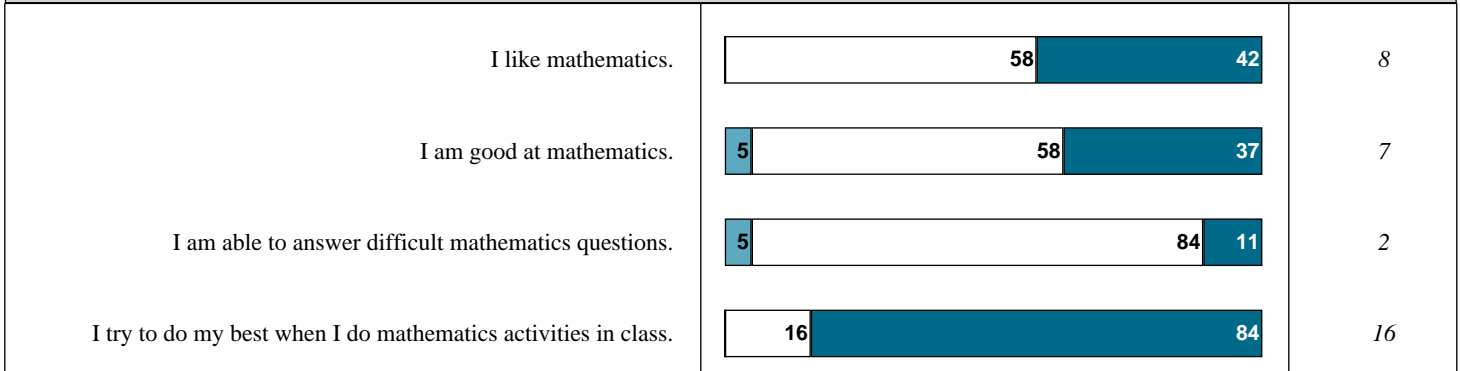 I like mathematics. 58 42 8
I am good at mathematics. 5 58 37 7
I am able to answer difficult mathematics questions. 5 84 11 2
I try to do my best when I do mathematics activities in class. 16 84 16